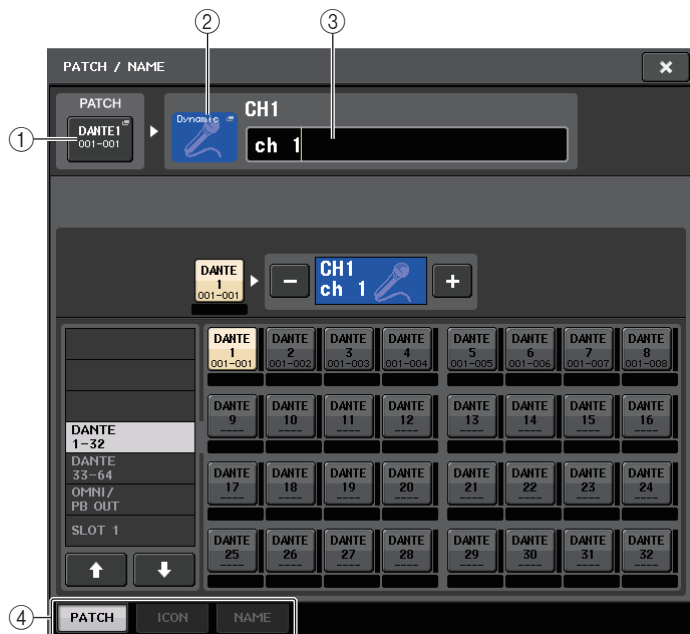 ② ③
PATCH / NAME ×
PATCH
① DANTE1
001-001
Dynamic
CH1
ch 1
DANTE
1
001-001
−
CH1
ch 1
+
DANTE 1 001-001 DANTE 2 001-002 DANTE 3 001-003 DANTE 4 001-004 DANTE 5 001-005 DANTE 6 001-006 DANTE 7 001-007 DANTE 8 001-008
DANTE 9 ---- DANTE 10 ---- DANTE 11 ---- DANTE 12 ---- DANTE 13 ---- DANTE 14 ---- DANTE 15 ---- DANTE 16 ----
DANTE 17 ---- DANTE 18 ---- DANTE 19 ---- DANTE 20 ---- DANTE 21 ---- DANTE 22 ---- DANTE 23 ---- DANTE 24 ----
DANTE 25 ---- DANTE 26 ---- DANTE 27 ---- DANTE 28 ---- DANTE 29 ---- DANTE 30 ---- DANTE 31 ---- DANTE 32 ----
DANTE
1-32
DANTE
33-64
OMNI/
PB OUT
SLOT 1
④ PATCH ICON NAME